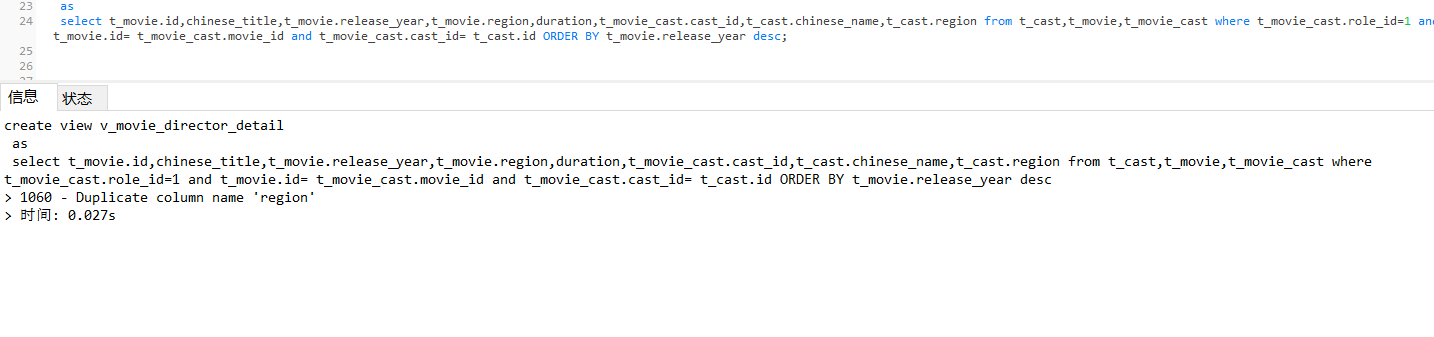 23 as
24 select t_movie.id,chinese_title,t_movie.release_year,t_movie.region,duration,t_movie_cast.cast_id,t_cast.chinese_name,t_cast.region from t_cast,t_movie,t_movie_cast where t_movie_cast.role_id=1 an
t_movie.id= t_movie_cast.movie_id and t_movie_cast.cast_id= t_cast.id ORDER BY t_movie.release_year desc;
25
26
信息 状态
create view v_movie_director_detail
as
select t_movie.id,chinese_title,t_movie.release_year,t_movie.region,duration,t_movie_cast.cast_id,t_cast.chinese_name,t_cast.region from t_cast,t_movie,t_movie_cast where
t_movie_cast.role_id=1 and t_movie.id= t_movie_cast.movie_id and t_movie_cast.cast_id= t_cast.id ORDER BY t_movie.release_year desc
> 1060 - Duplicate column name 'region'
> 时间: 0.027s